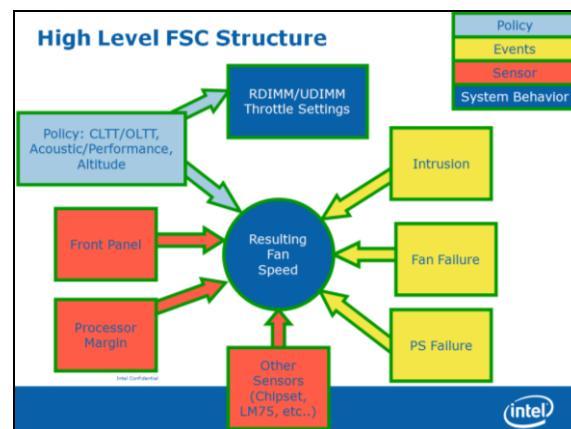 High Level FSC Structure
Policy
Events
Sensor
System Behavior
RDIMM/UDIMM
Throttle Settings
Policy: CLTT/OLTT,
Acoustic/Performance,
Altitude
Intrusion
Front Panel
Resulting
Fan
Speed
Fan Failure
Processor
Margin
PS Failure
Other
Sensors
(Chipset,
LM75, etc..)
Intel Confidential
intel